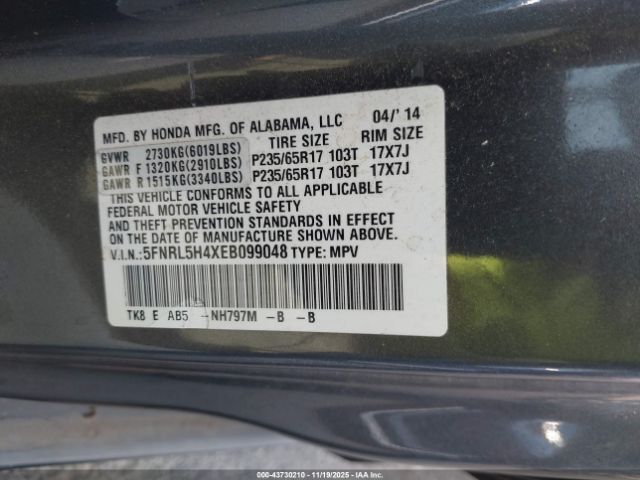 MFD. BY HONDA MFG. OF ALABAMA, LLC 04/'14
TIRE SIZE RIM SIZE
GVWR 2730KG(6019LBS)
GAWR F 1320KG(2910LBS) P235/65R17 103T 17X7J
GAWR R 1515KG(3340LBS) P235/65R17 103T 17X7J
THIS VEHICLE CONFORMS TO ALL APPLICABLE
FEDERAL MOTOR VEHICLE SAFETY
AND THEFT PREVENTION STANDARDS IN EFFECT
ON THE DATE OF MANUFACTURE SHOWN ABOVE.
V.I.N.:5FNRL5H4XEB099048 TYPE: MPV
TK8 E AB5 --NH797M --B --B
000-43730210 | 11/19/2025 | COPYRIGHT IAA, LLC.